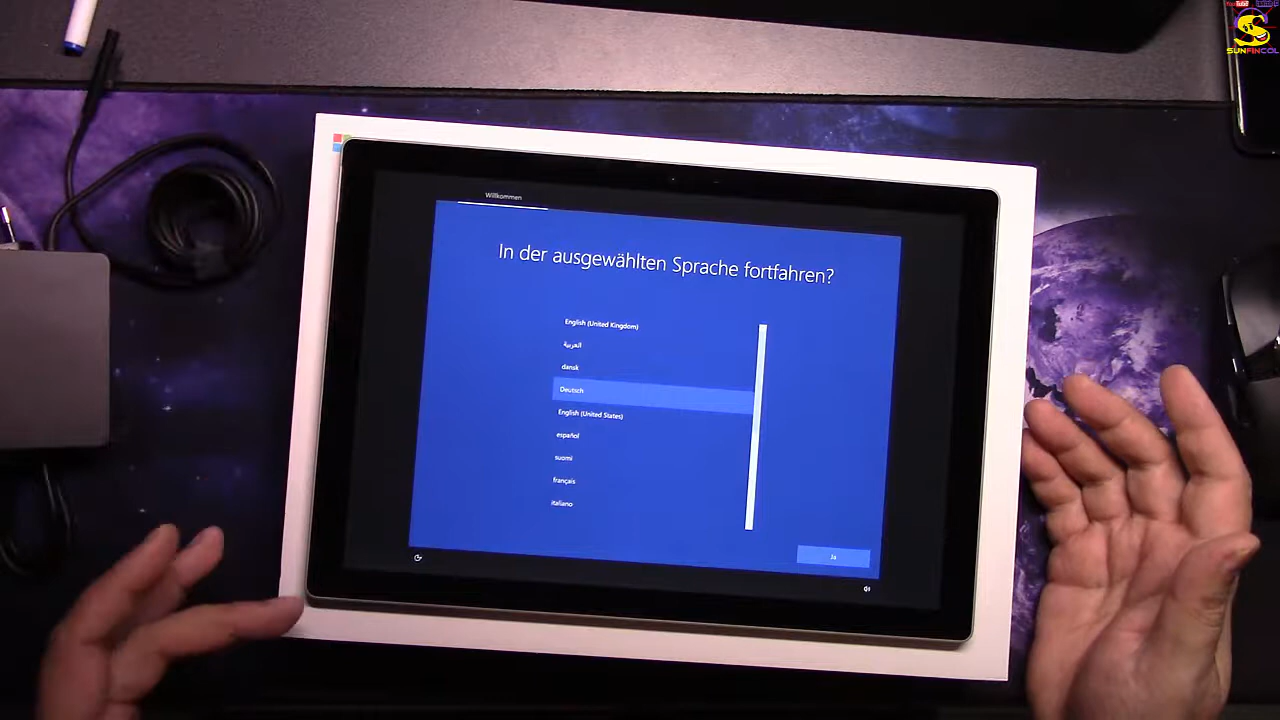 SUNFINCOL
Willkommen
In der ausgewählten Sprache fortfahren?
English (United Kingdom)
العربية
dansk
Deutsch
English (United States)
español
suomi
français
italiano
Ja